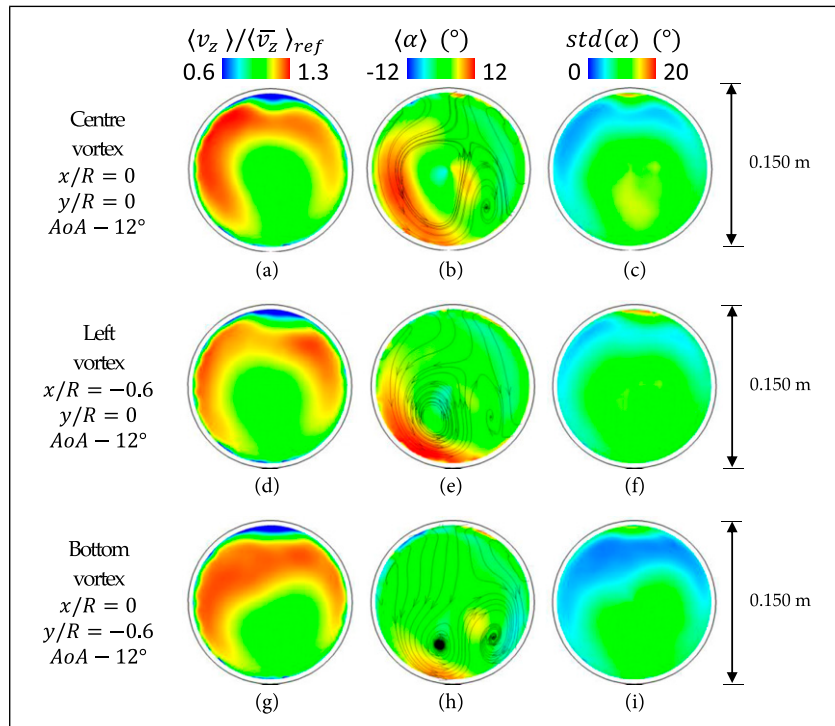 ⟨v_z⟩/⟨v̅_z⟩_ref ⟨α⟩ (°) std(α) (°)
0.6 1.3 -12 12 0 20
Centre
vortex
x/R = 0
y/R = 0
AoA − 12°
0.150 m
(a) (b) (c)
Left
vortex
x/R = −0.6
y/R = 0
AoA − 12°
0.150 m
(d) (e) (f)
Bottom
vortex
x/R = 0
y/R = −0.6
AoA − 12°
0.150 m
(g) (h) (i)